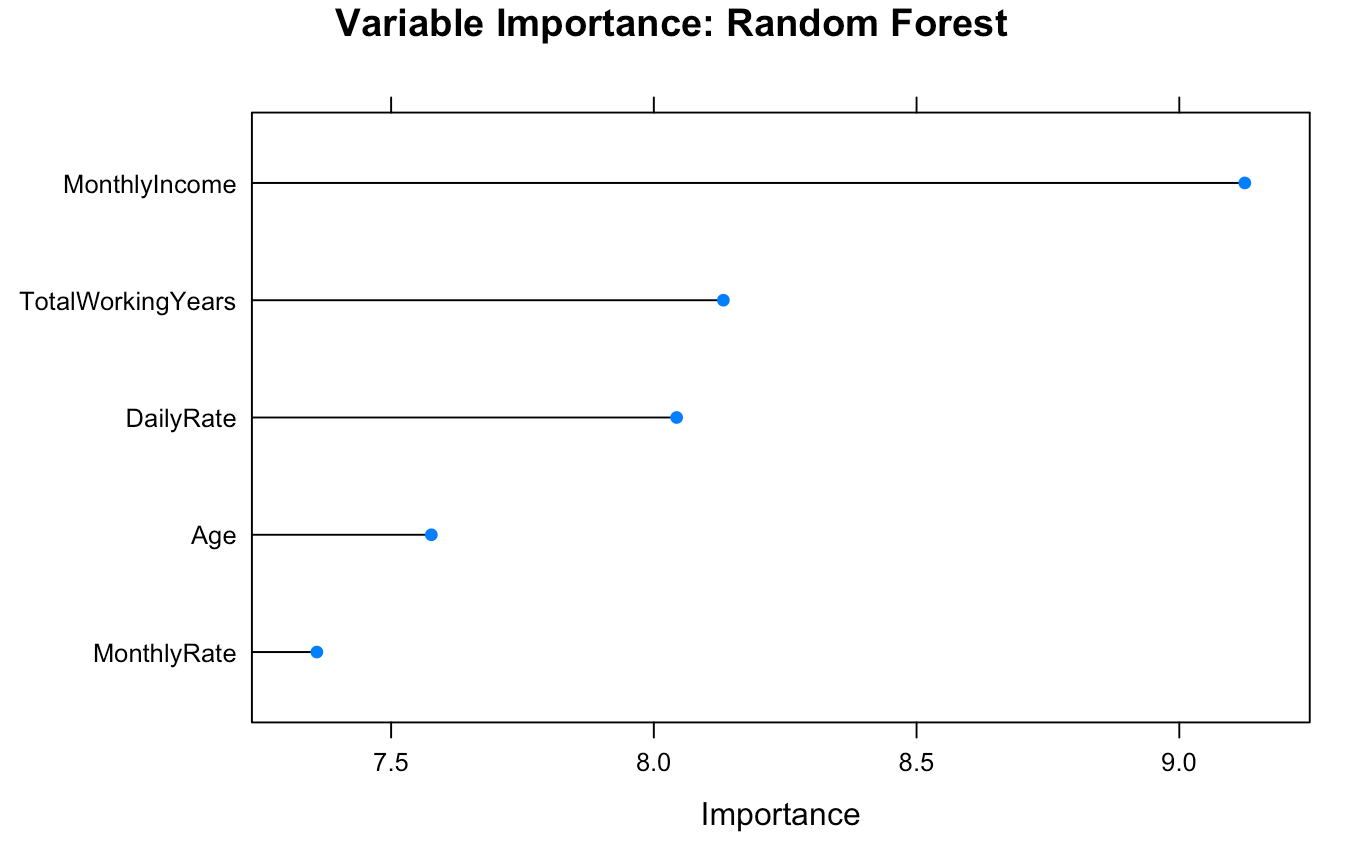 Variable Importance: Random Forest
MonthlyIncome
TotalWorkingYears
DailyRate
Age
MonthlyRate
7.5 8.0 8.5 9.0
Importance